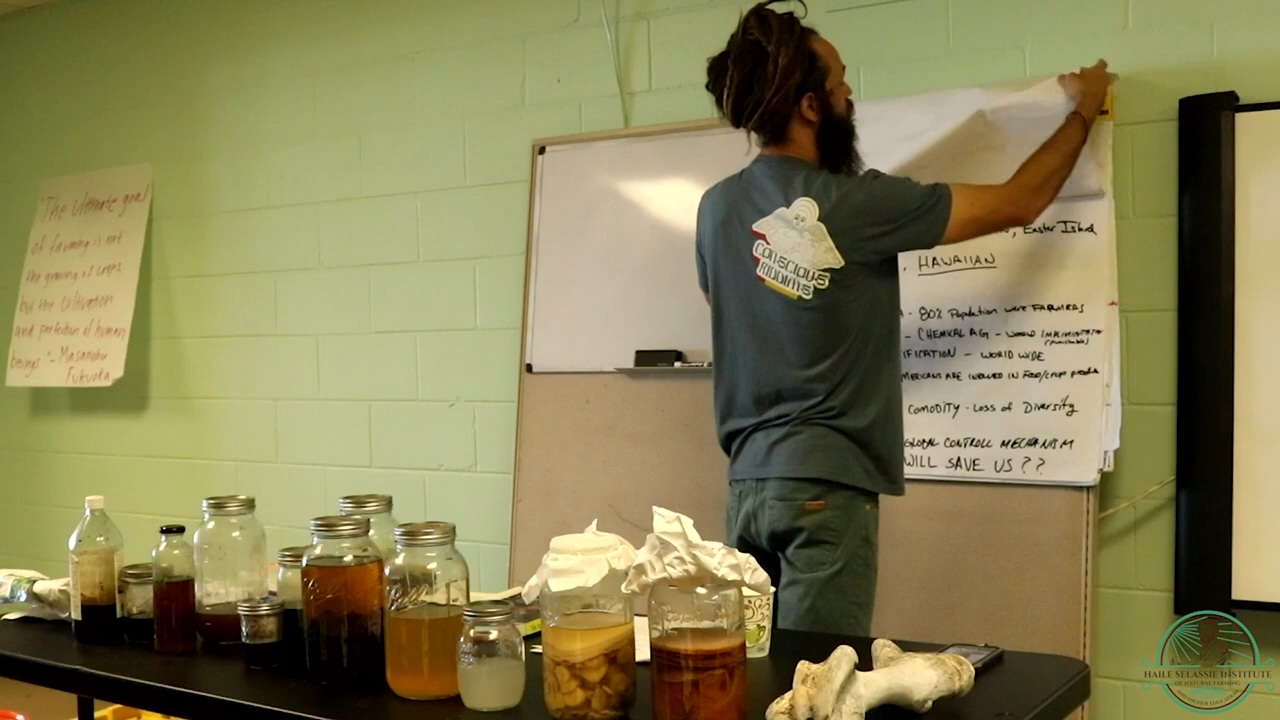 "The ultimate goal
of farming is not
the growing of crops
but the cultivation
and perfection of human
beings" - Masanobu
Fukuoka
CONSCIOUS
RIDDIMS
, Easter Island
HAWAIIAN
- 80% Population were FARMERS
- CHEMICAL AG - WORLD
IFICATION - WORLD WIDE
MERICANS ARE INVOLVED IN FOOD/CROP
COMODITY - Loss of Diversity
GLOBAL CONTROLL MECHANISM
WILL SAVE US ??
THE
HAILE SELASSIE INSTITUTE
OF NATURAL FARMING